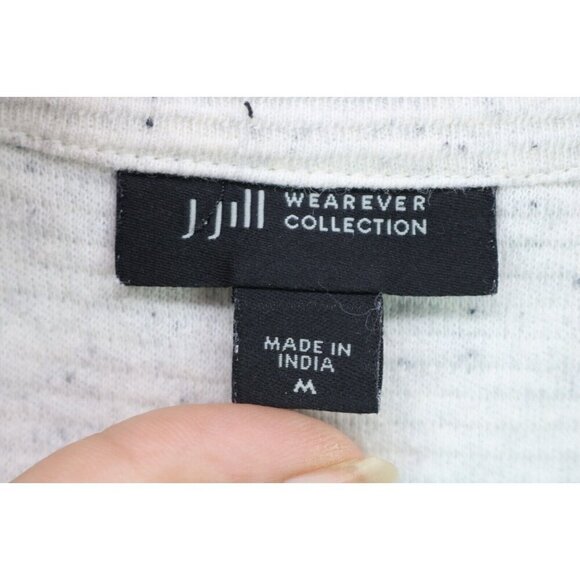 J.Jill
WEAREVER
COLLECTION
MADE IN
INDIA
M